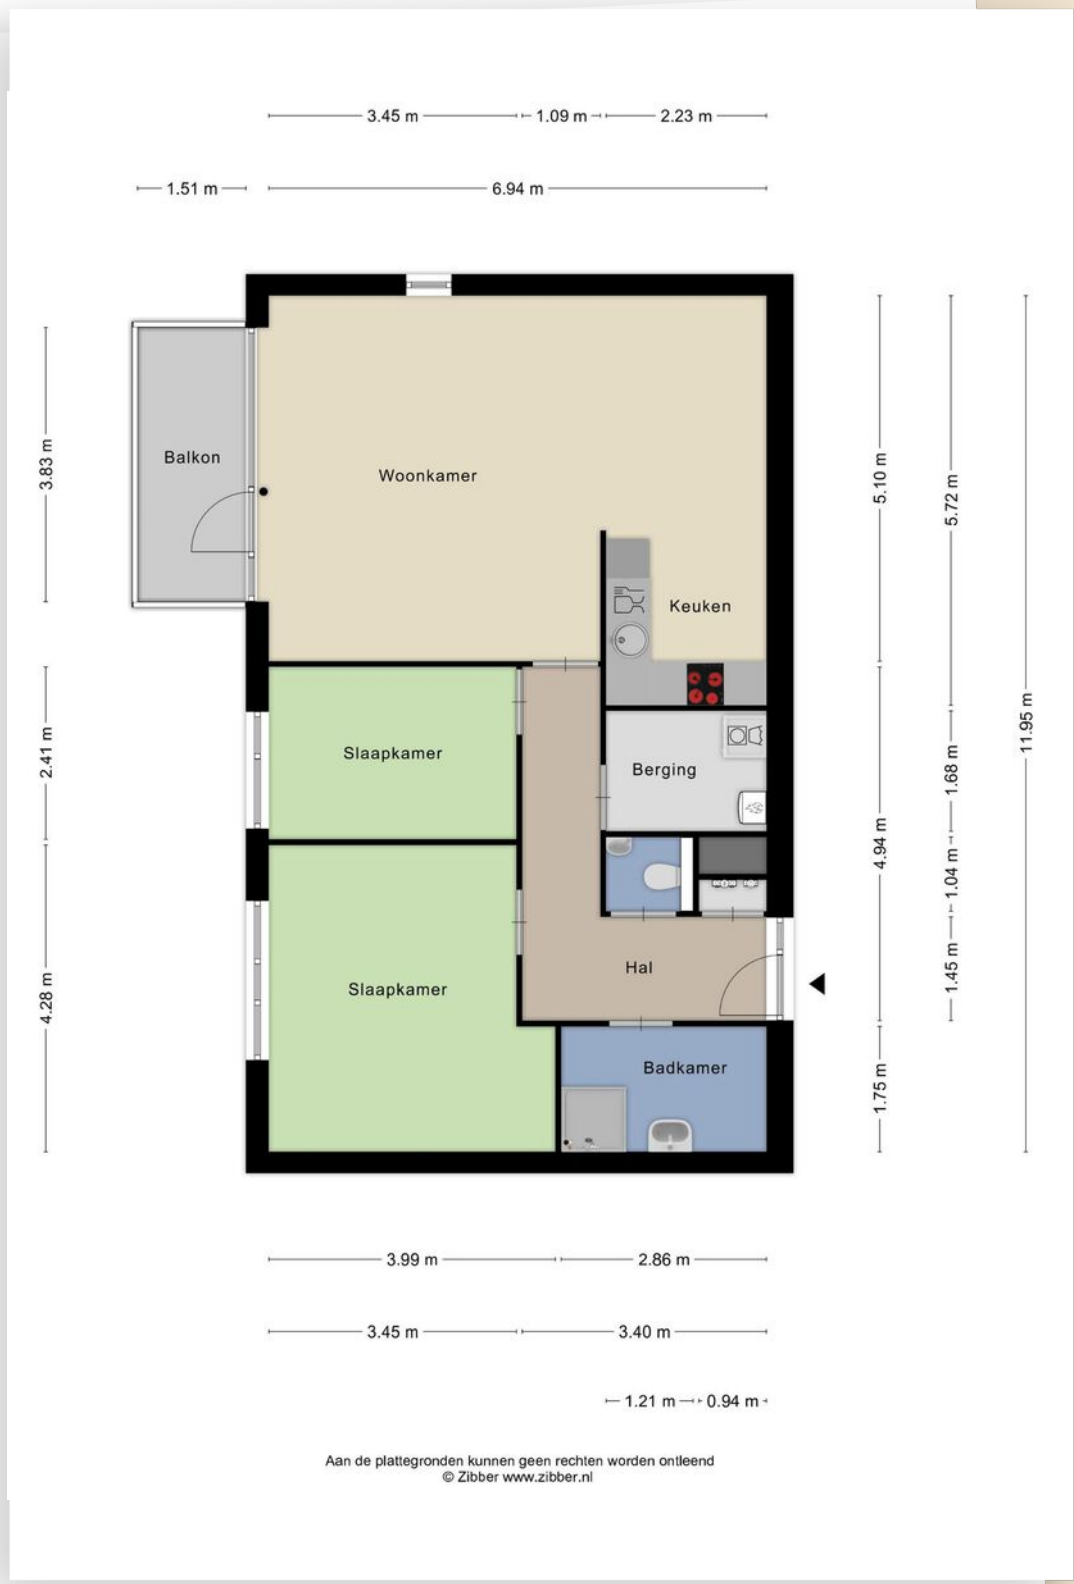 3.45 m 1.09 m 2.23 m
1.51 m 6.94 m
3.83 m
Balkon
Woonkamer
Keuken
5.10 m
5.72 m
11.95 m
2.41 m
Slaapkamer
Berging
1.68 m
4.94 m
1.04 m
4.28 m
Slaapkamer
Hal
1.45 m
Badkamer
1.75 m
3.99 m 2.86 m
3.45 m 3.40 m
1.21 m 0.94 m
Aan de plattegronden kunnen geen rechten worden ontleend
© Zibber www.zibber.nl